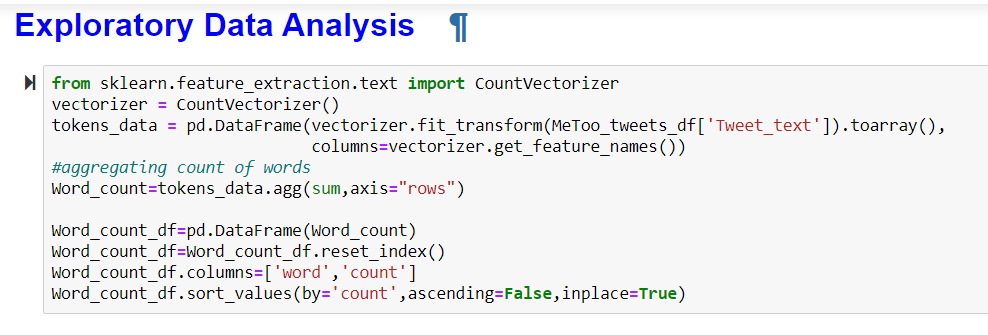 Exploratory Data Analysis ¶
from sklearn.feature_extraction.text import CountVectorizer
vectorizer = CountVectorizer()
tokens_data = pd.DataFrame(vectorizer.fit_transform(MeToo_tweets_df['Tweet_text']).toarray(),
columns=vectorizer.get_feature_names())
#aggregating count of words
Word_count=tokens_data.agg(sum,axis="rows")
Word_count_df=pd.DataFrame(Word_count)
Word_count_df=Word_count_df.reset_index()
Word_count_df.columns=['word','count']
Word_count_df.sort_values(by='count',ascending=False,inplace=True)